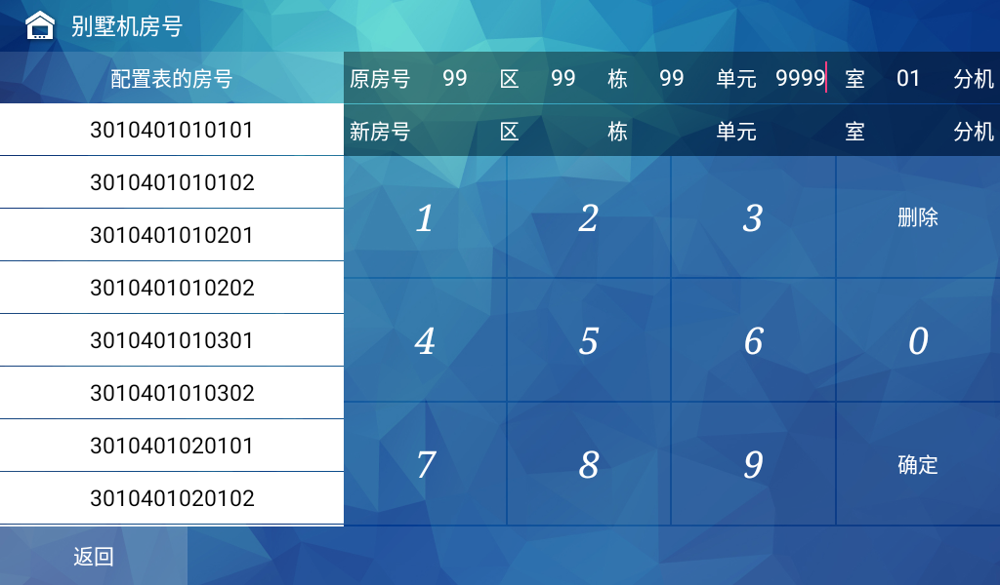 别墅机房号
配置表的房号
原房号 99 区 99 栋 99 单元 9999 室 01 分机
新房号 区 栋 单元 室 分机
3010401010101
3010401010102
3010401010201
3010401010202
3010401010301
3010401010302
3010401020101
3010401020102
1 2 3 删除
4 5 6 0
7 8 9 确定
返回